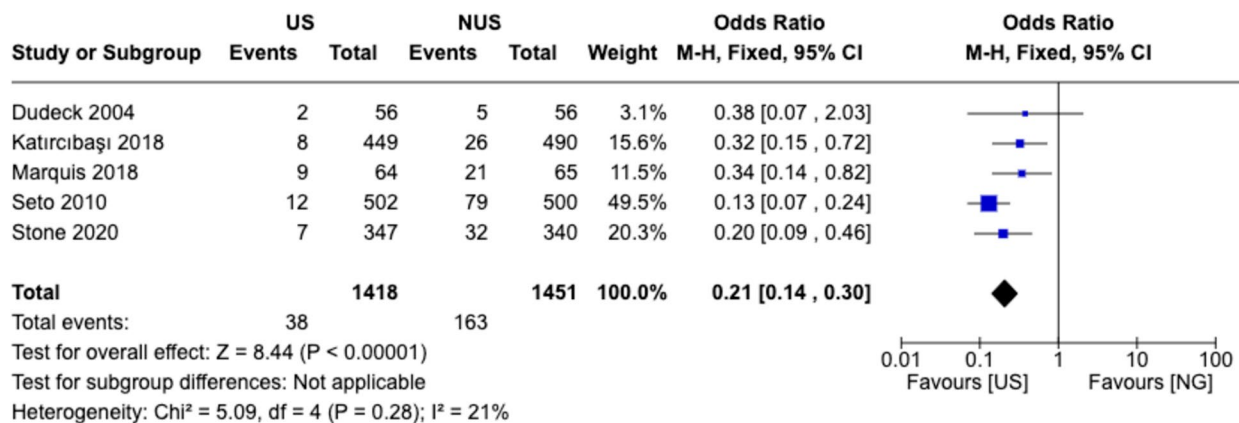 US NUS Odds Ratio Odds Ratio
Study or Subgroup Events Total Events Total Weight M-H, Fixed, 95% CI M-H, Fixed, 95% CI
Dudeck 2004 2 56 5 56 3.1% 0.38 [0.07 , 2.03]
Katırcıbaşı 2018 8 449 26 490 15.6% 0.32 [0.15 , 0.72]
Marquis 2018 9 64 21 65 11.5% 0.34 [0.14 , 0.82]
Seto 2010 12 502 79 500 49.5% 0.13 [0.07 , 0.24]
Stone 2020 7 347 32 340 20.3% 0.20 [0.09 , 0.46]
Total 1418 1451 100.0% 0.21 [0.14 , 0.30]
Total events: 38 163
Test for overall effect: Z = 8.44 (P < 0.00001)
Test for subgroup differences: Not applicable
Heterogeneity: Chi² = 5.09, df = 4 (P = 0.28); I² = 21%
0.01 0.1 1 10 100
Favours [US] Favours [NG]